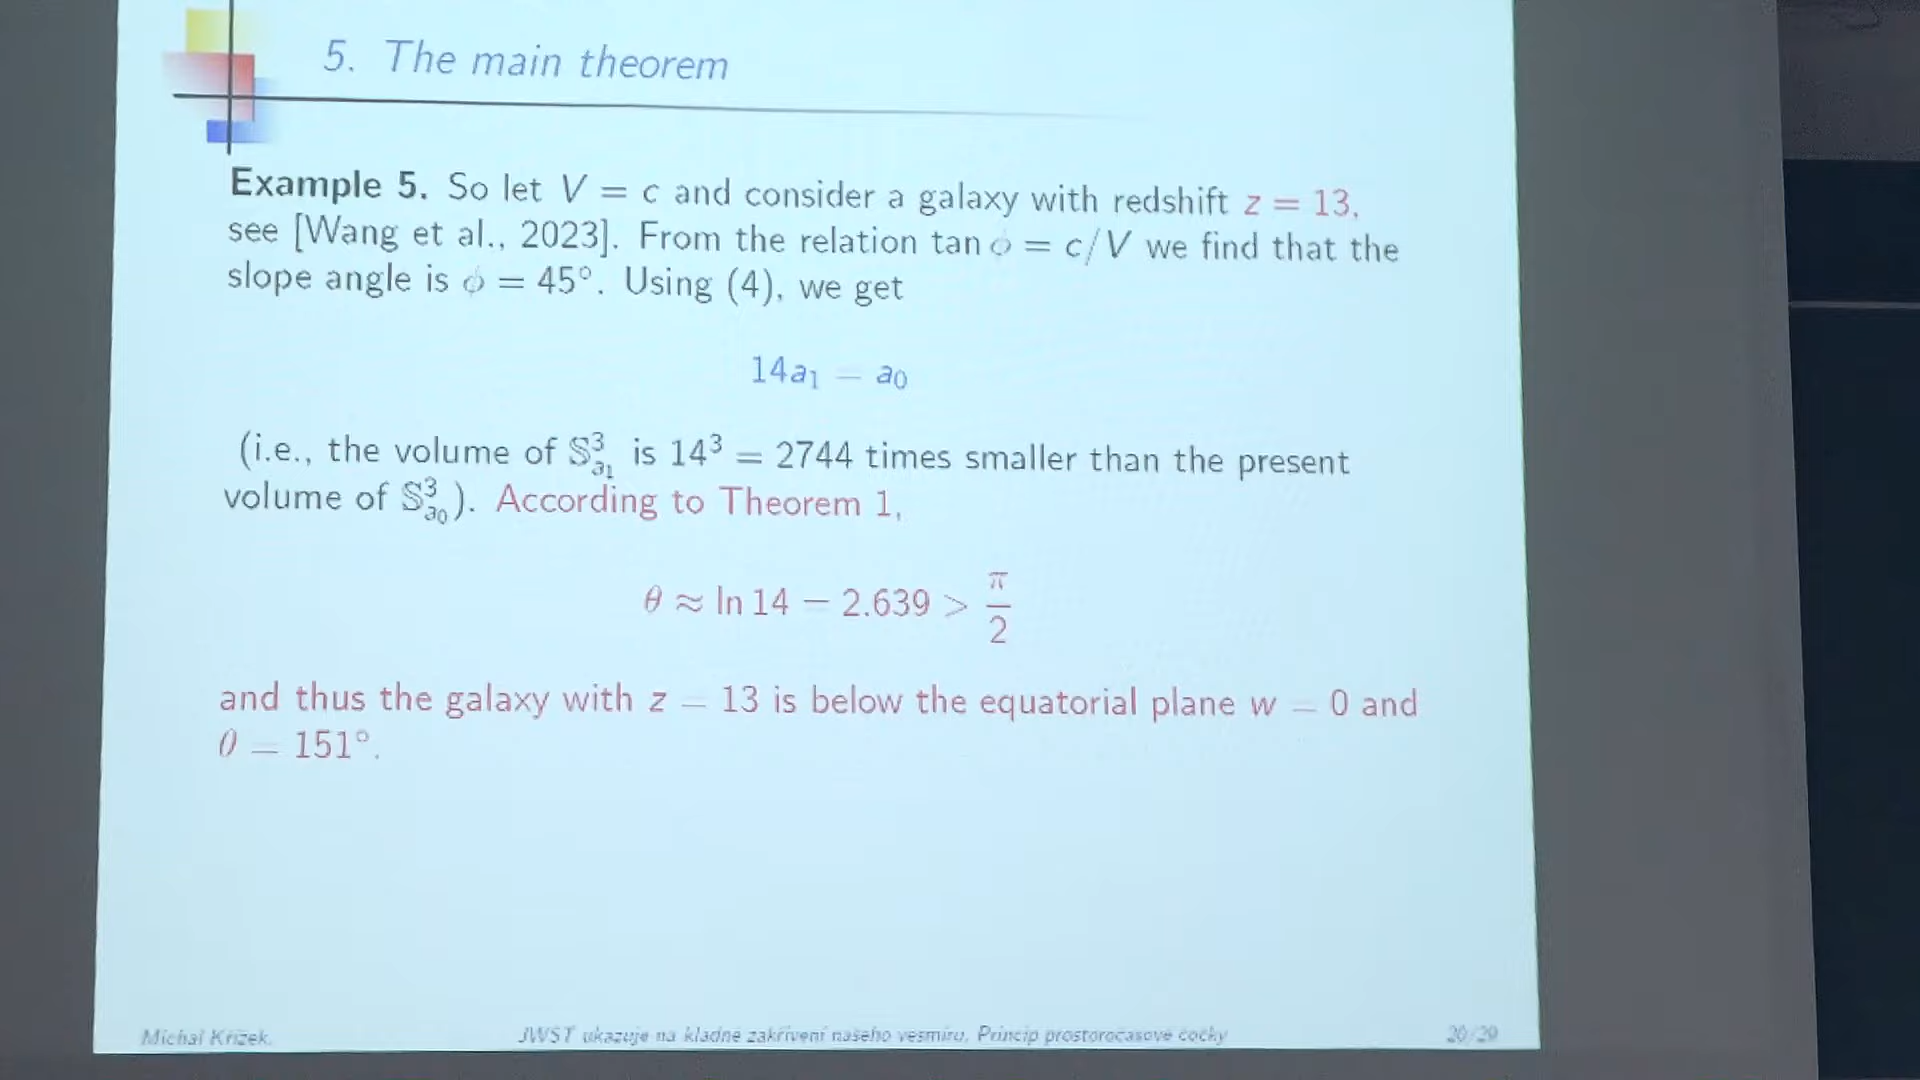 5. The main theorem
Example 5. So let V = c and consider a galaxy with redshift z = 13,
see [Wang et al., 2023]. From the relation tan ϕ = c/V we find that the
slope angle is ϕ = 45°. Using (4), we get
14a₁ = a₀
(i.e., the volume of 𝕊³ₐ₁ is 14³ = 2744 times smaller than the present
volume of 𝕊³ₐ₀). According to Theorem 1,
θ ≈ ln 14 = 2.639 > π/2
and thus the galaxy with z = 13 is below the equatorial plane w = 0 and
θ = 151°.
Michal Křížek,
JWST ukazuje na kladné zakřivení našeho vesmíru, Princip prostoročasové čočky
20/29